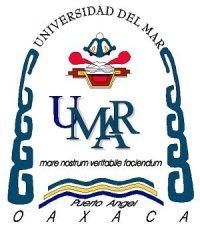 UNIVERSIDAD DEL MAR
UMAR
mare nostrum veritabile faciendum
Puerto Angel
OAXACA